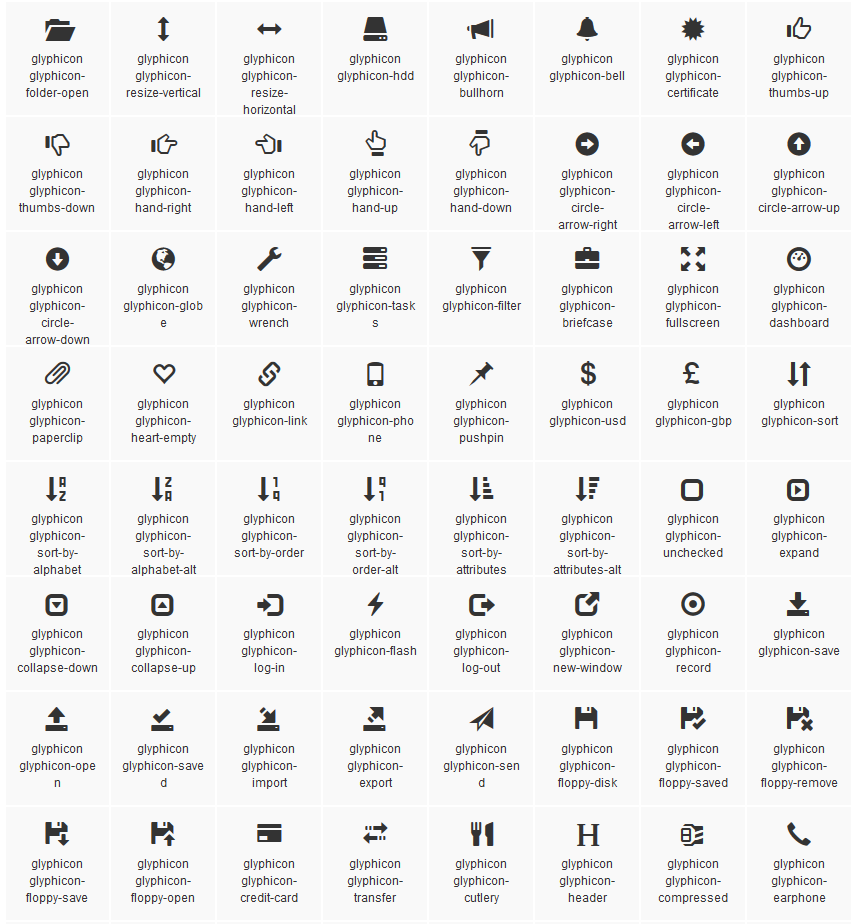 glyphicon
glyphicon-
folder-open
glyphicon
glyphicon-
resize-vertical
glyphicon
glyphicon-
resize-
horizontal
glyphicon
glyphicon-hdd
glyphicon
glyphicon-
bullhorn
glyphicon
glyphicon-bell
glyphicon
glyphicon-
certificate
glyphicon
glyphicon-
thumbs-up
glyphicon
glyphicon-
thumbs-down
glyphicon
glyphicon-
hand-right
glyphicon
glyphicon-
hand-left
glyphicon
glyphicon-
hand-up
glyphicon
glyphicon-
hand-down
glyphicon
glyphicon-
circle-
arrow-right
glyphicon
glyphicon-
circle-
arrow-left
glyphicon
glyphicon-
circle-arrow-up
glyphicon
glyphicon-
circle-
arrow-down
glyphicon
glyphicon-glob
e
glyphicon
glyphicon-
wrench
glyphicon
glyphicon-task
s
glyphicon
glyphicon-filter
glyphicon
glyphicon-
briefcase
glyphicon
glyphicon-
fullscreen
glyphicon
glyphicon-
dashboard
glyphicon
glyphicon-
paperclip
glyphicon
glyphicon-
heart-empty
glyphicon
glyphicon-link
glyphicon
glyphicon-pho
ne
glyphicon
glyphicon-
pushpin
$
glyphicon
glyphicon-usd
£
glyphicon
glyphicon-gbp
glyphicon
glyphicon-sort
A
Z
glyphicon
glyphicon-
sort-by-
alphabet
Z
A
glyphicon
glyphicon-
sort-by-
alphabet-alt
1
9
glyphicon
glyphicon-
sort-by-order
9
1
glyphicon
glyphicon-
sort-by-
order-alt
glyphicon
glyphicon-
sort-by-
attributes
glyphicon
glyphicon-
sort-by-
attributes-alt
glyphicon
glyphicon-
unchecked
glyphicon
glyphicon-
expand
glyphicon
glyphicon-
collapse-down
glyphicon
glyphicon-
collapse-up
glyphicon
glyphicon-
log-in
glyphicon
glyphicon-flash
glyphicon
glyphicon-
log-out
glyphicon
glyphicon-
new-window
glyphicon
glyphicon-
record
glyphicon
glyphicon-save
glyphicon
glyphicon-ope
n
glyphicon
glyphicon-save
d
glyphicon
glyphicon-
import
glyphicon
glyphicon-
export
glyphicon
glyphicon-sen
d
glyphicon
glyphicon-
floppy-disk
glyphicon
glyphicon-
floppy-saved
glyphicon
glyphicon-
floppy-remove
glyphicon
glyphicon-
floppy-save
glyphicon
glyphicon-
floppy-open
glyphicon
glyphicon-
credit-card
glyphicon
glyphicon-
transfer
glyphicon
glyphicon-
cutlery
H
glyphicon
glyphicon-
header
glyphicon
glyphicon-
compressed
glyphicon
glyphicon-
earphone